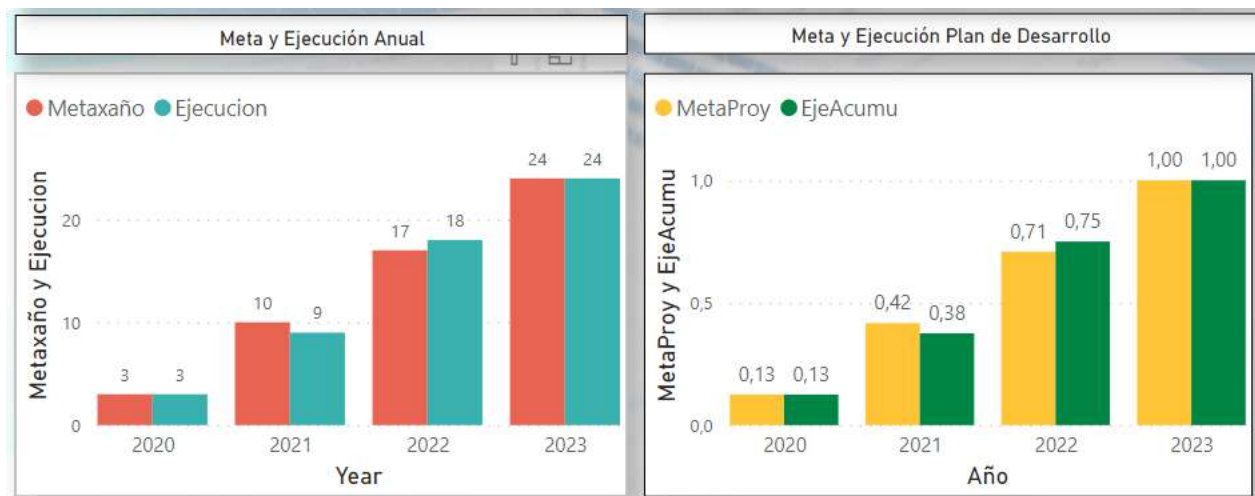 Meta y Ejecución Anual
Metaxaño Ejecucion
Metaxaño y Ejecucion
24 24
20
17 18
10 9
10
3 3
0
2020 2021 2022 2023
Year
Meta y Ejecución Plan de Desarrollo
MetaProy EjeAcumu
MetaProy y EjeAcumu
1,00 1,00
1,0
0,71 0,75
0,5
0,42 0,38
0,13 0,13
0,0
2020 2021 2022 2023
Año